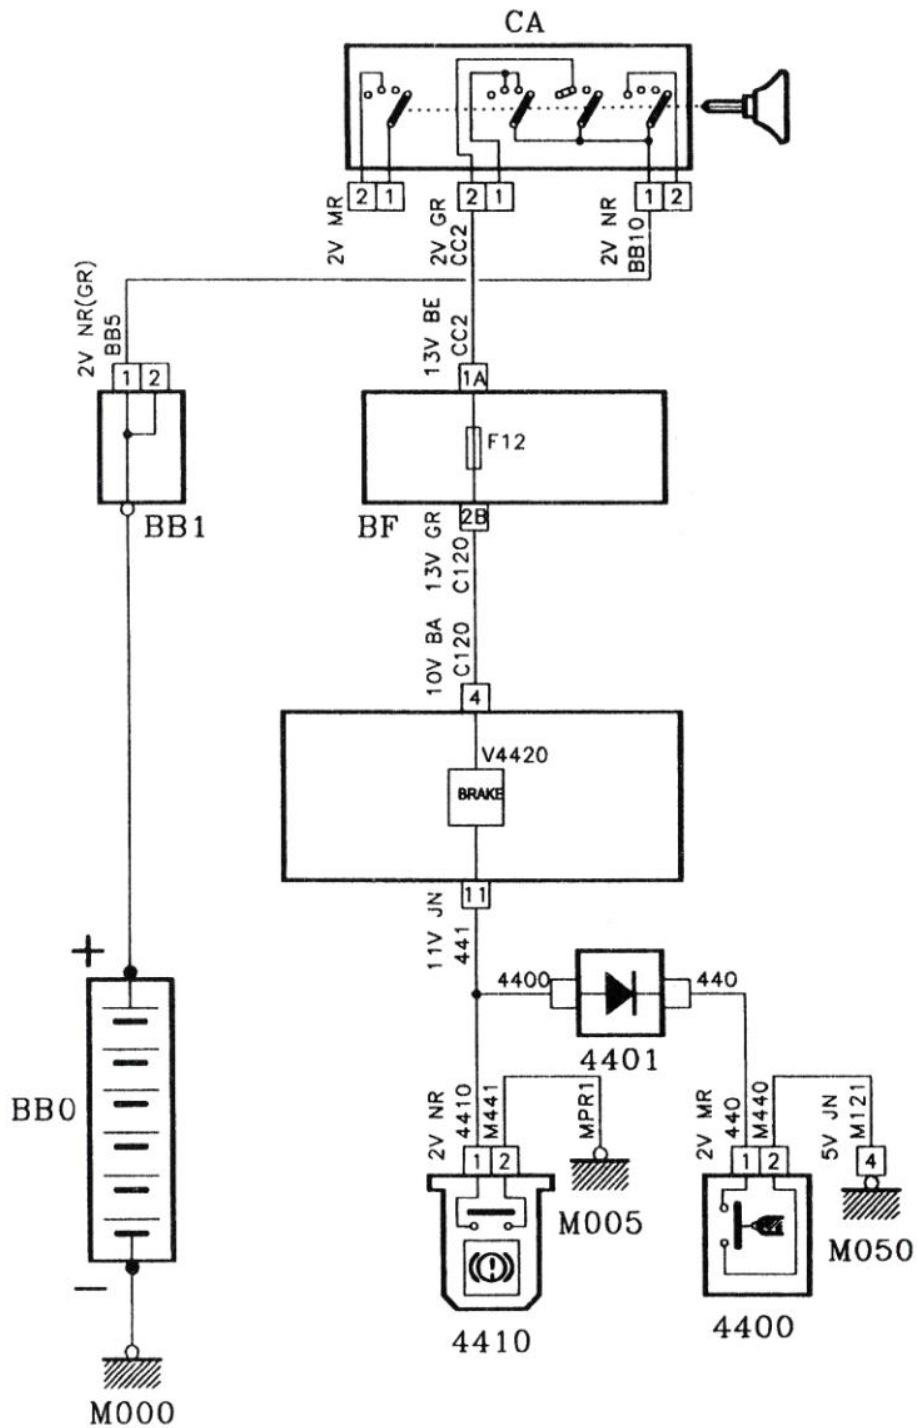 CA
2 1
2 1
1 2
2V MR
2V GR
CC2
2V NR
BB10
2V NR(GR)
BB5
13V BE
CC2
1 2
1A
F12
BB1
BF
2B
13V GR
C120
10V BA
C120
4
V4420
BRAKE
11
11V JN
441
+
4400
440
4401
BB0
2V NR
4410
M441
MPR1
2V MR
440
M440
5V JN
M121
1 2
1 2
4
M005
M050
−
4410
4400
M000